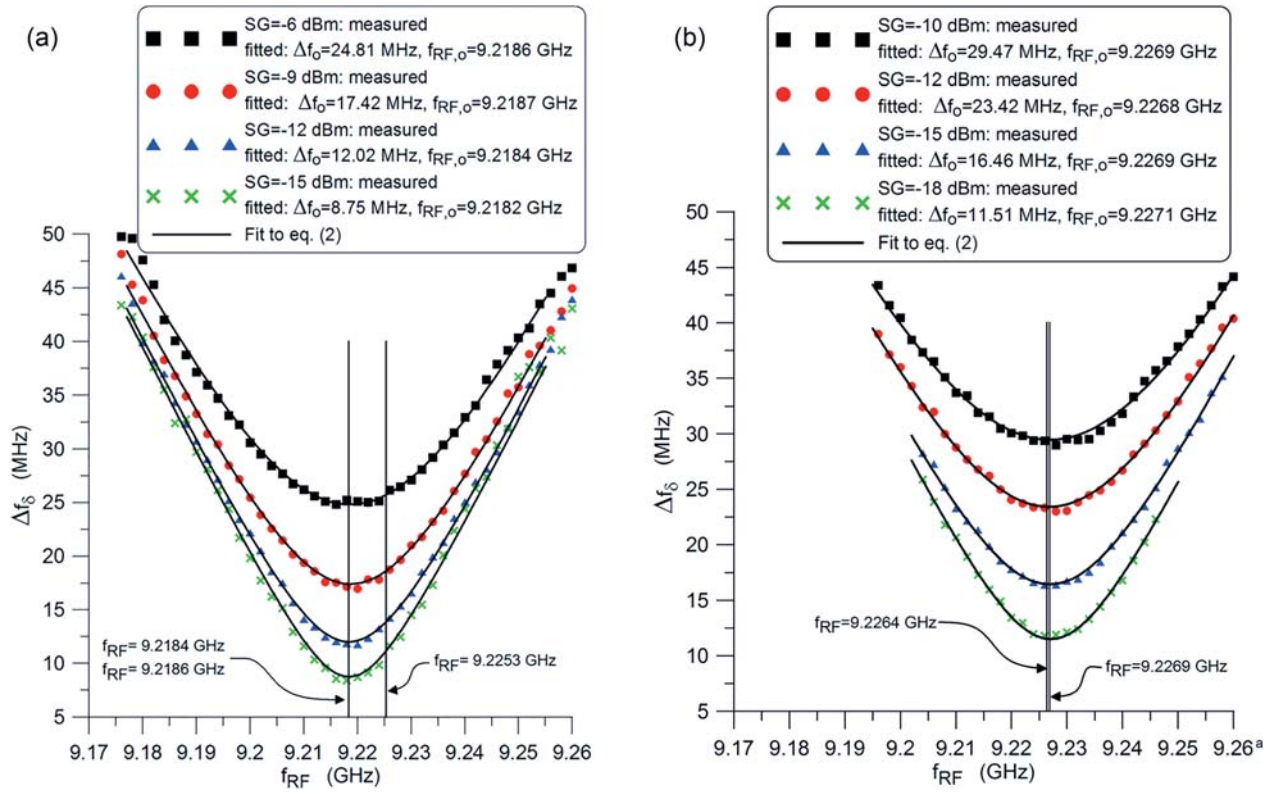 (a)
SG=-6 dBm: measured
fitted: Δfo=24.81 MHz, fRF,o=9.2186 GHz
SG=-9 dBm: measured
fitted: Δfo=17.42 MHz, fRF,o=9.2187 GHz
SG=-12 dBm: measured
fitted: Δfo=12.02 MHz, fRF,o=9.2184 GHz
SG=-15 dBm: measured
fitted: Δfo=8.75 MHz, fRF,o=9.2182 GHz
Fit to eq. (2)
50
45
40
35
30
25
20
15
10
5
Δfδ (MHz)
fRF= 9.2184 GHz
fRF= 9.2186 GHz
fRF= 9.2253 GHz
9.17 9.18 9.19 9.2 9.21 9.22 9.23 9.24 9.25 9.26
fRF (GHz)
(b)
SG=-10 dBm: measured
fitted: Δfo=29.47 MHz, fRF,o=9.2269 GHz
SG=-12 dBm: measured
fitted: Δfo=23.42 MHz, fRF,o=9.2268 GHz
SG=-15 dBm: measured
fitted: Δfo=16.46 MHz, fRF,o=9.2269 GHz
SG=-18 dBm: measured
fitted: Δfo=11.51 MHz, fRF,o=9.2271 GHz
Fit to eq. (2)
50
45
40
35
30
25
20
15
10
5
Δfδ (MHz)
fRF=9.2264 GHz
fRF=9.2269 GHz
9.17 9.18 9.19 9.2 9.21 9.22 9.23 9.24 9.25 9.26a
fRF (GHz)